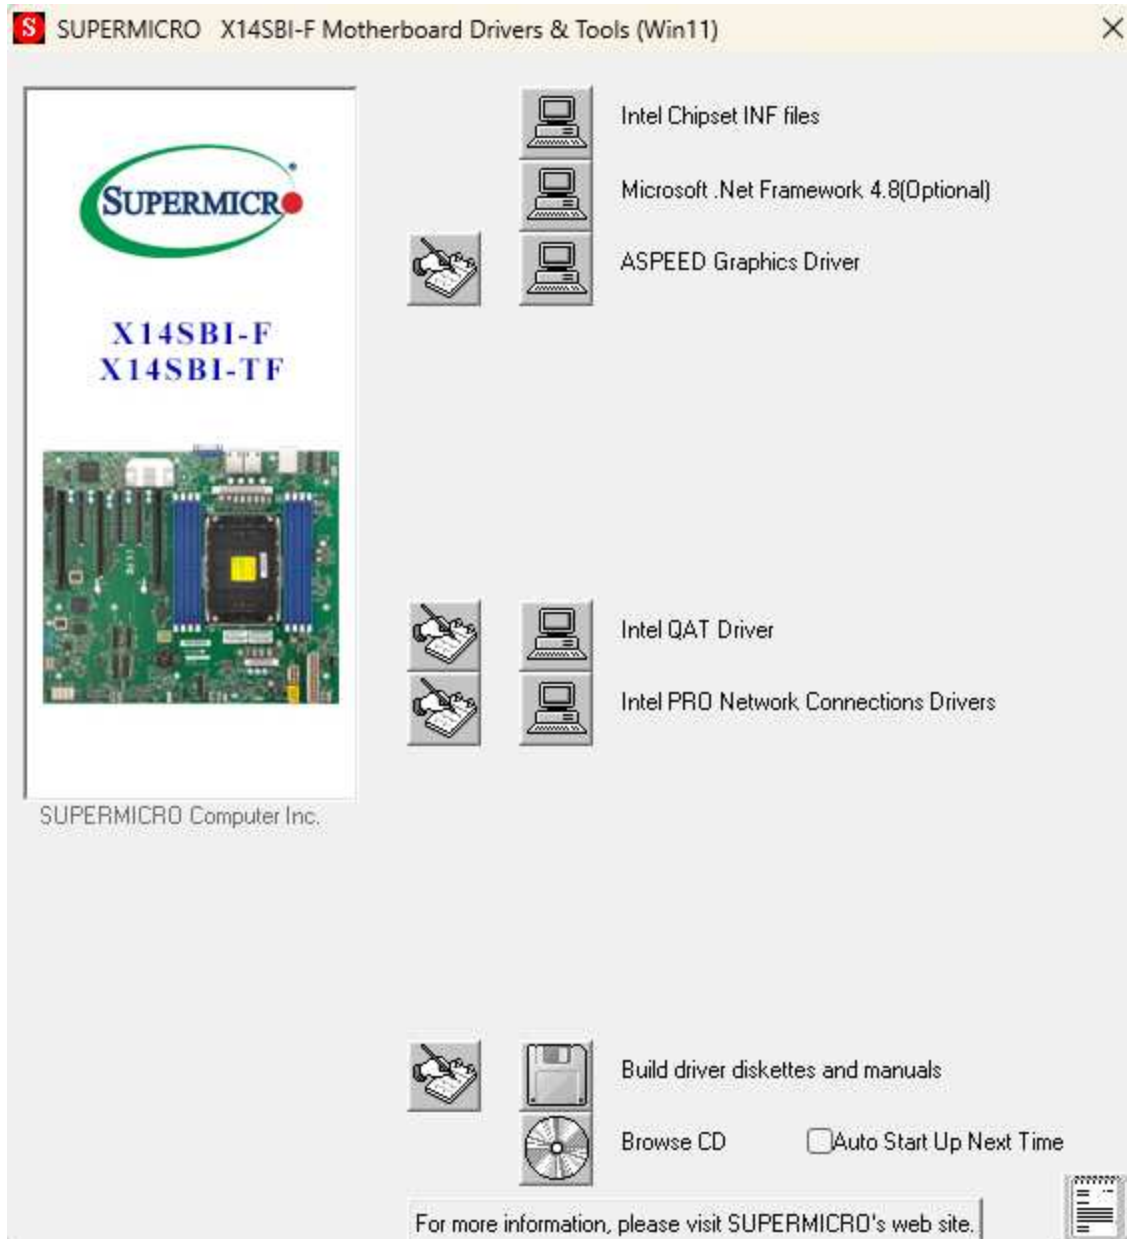 S SUPERMICRO X14SBI-F Motherboard Drivers & Tools (Win11)
SUPERMICRO
X14SBI-F
X14SBI-TF
SUPERMICRO Computer Inc.
Intel Chipset INF files
Microsoft .Net Framework 4.8(Optional)
ASPEED Graphics Driver
Intel QAT Driver
Intel PRO Network Connections Drivers
Build driver diskettes and manuals
Browse CD Auto Start Up Next Time
For more information, please visit SUPERMICRO's web site.